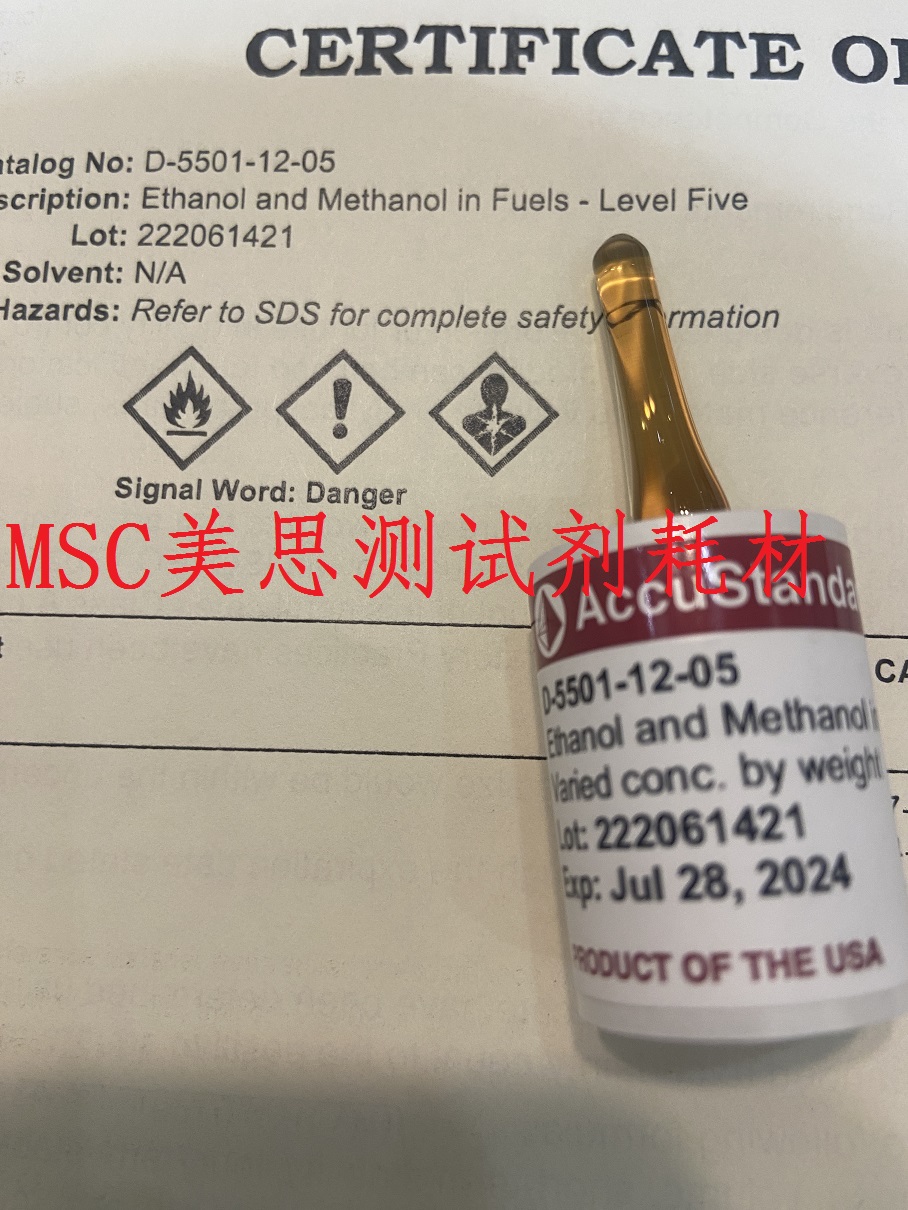 CERTIFICATE O
atalog No: D-5501-12-05
scription: Ethanol and Methanol in Fuels - Level Five
Lot: 222061421
Solvent: N/A
Hazards: Refer to SDS for complete safety rmation
Signal Word: Danger
MSC美思测试剂耗材
AccuStanda
D-5501-12-05
Ethanol and Methanol i
Varied conc. by weight
Lot: 222061421
Exp: Jul 28, 2024
PRODUCT OF THE USA
CA